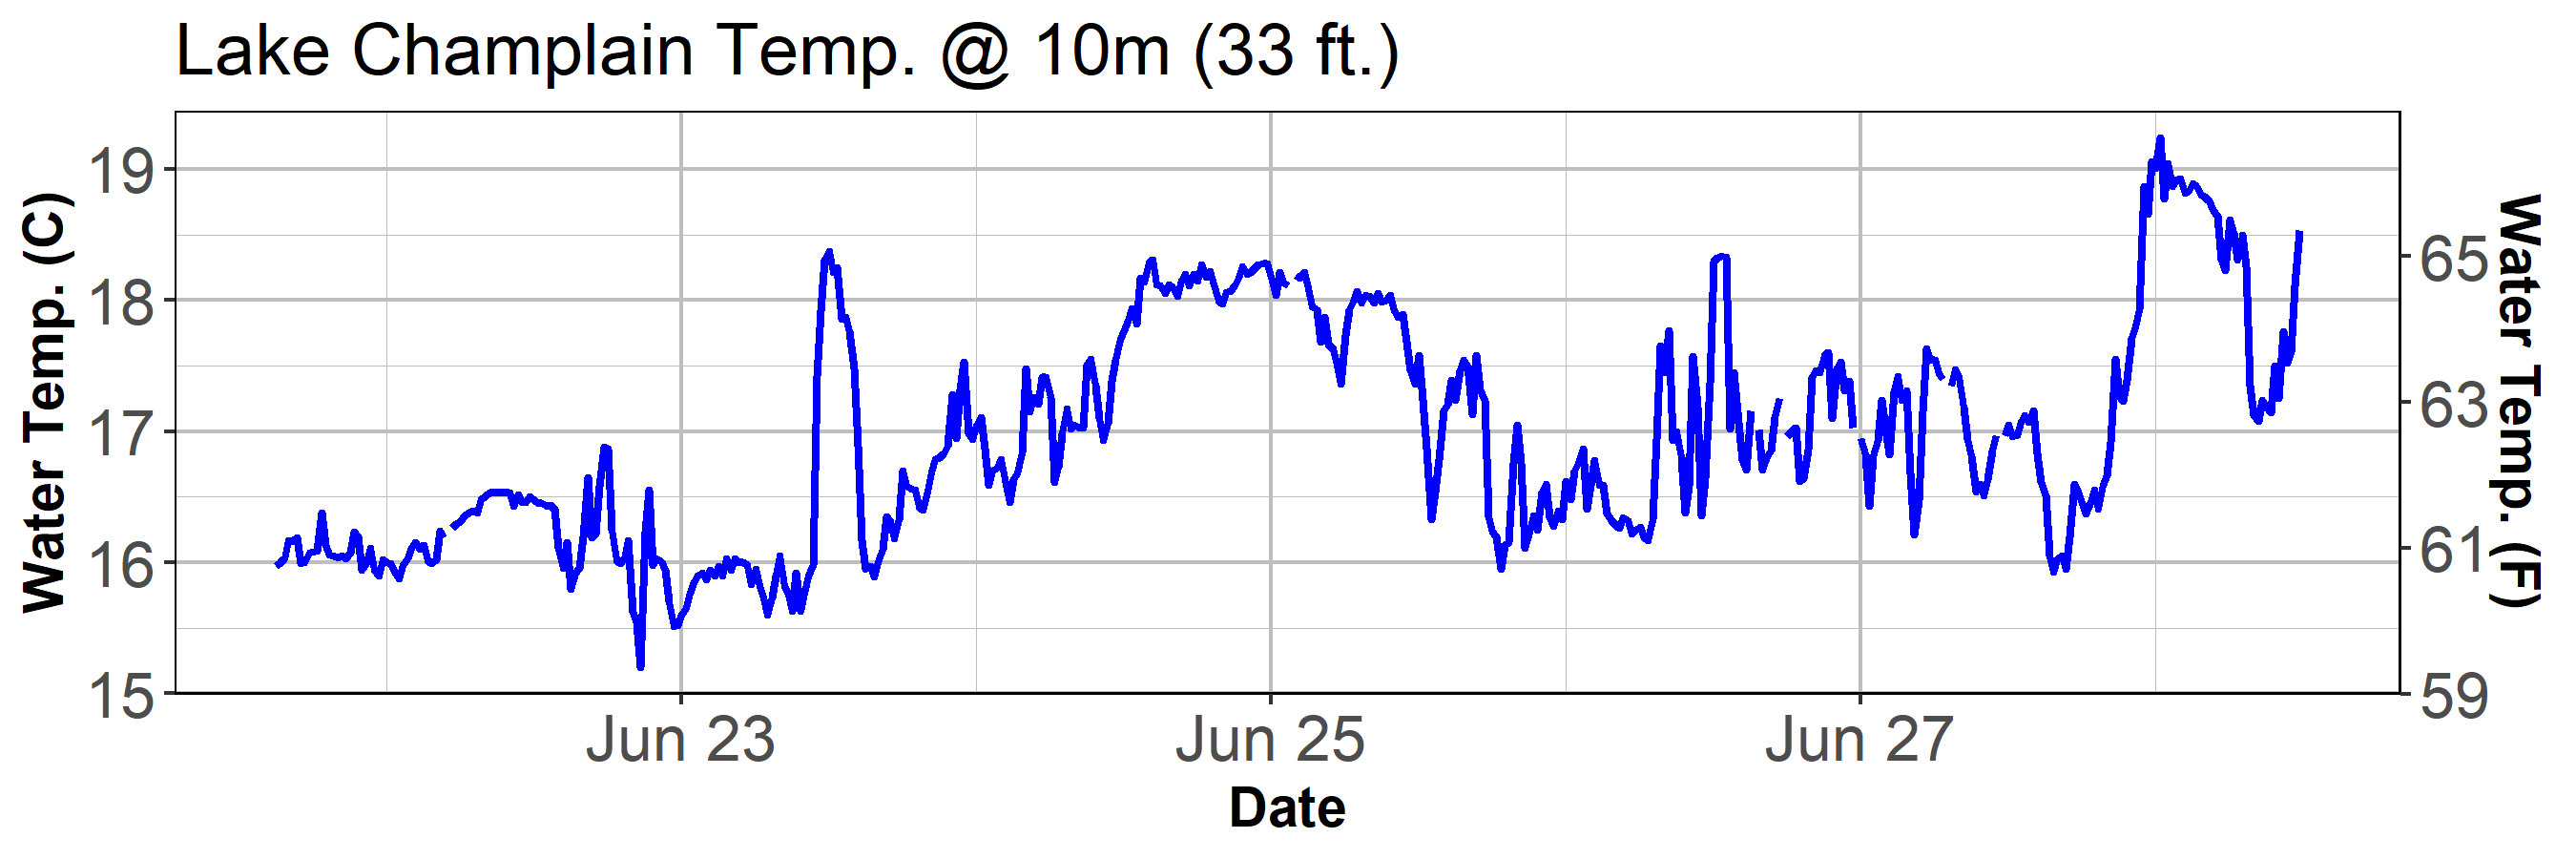 Lake Champlain Temp. @ 10m (33 ft.)
Water Temp. (C)
19
18
17
16
15
65
63
61
59
Water Temp. (F)
Jun 23
Jun 25
Jun 27
Date